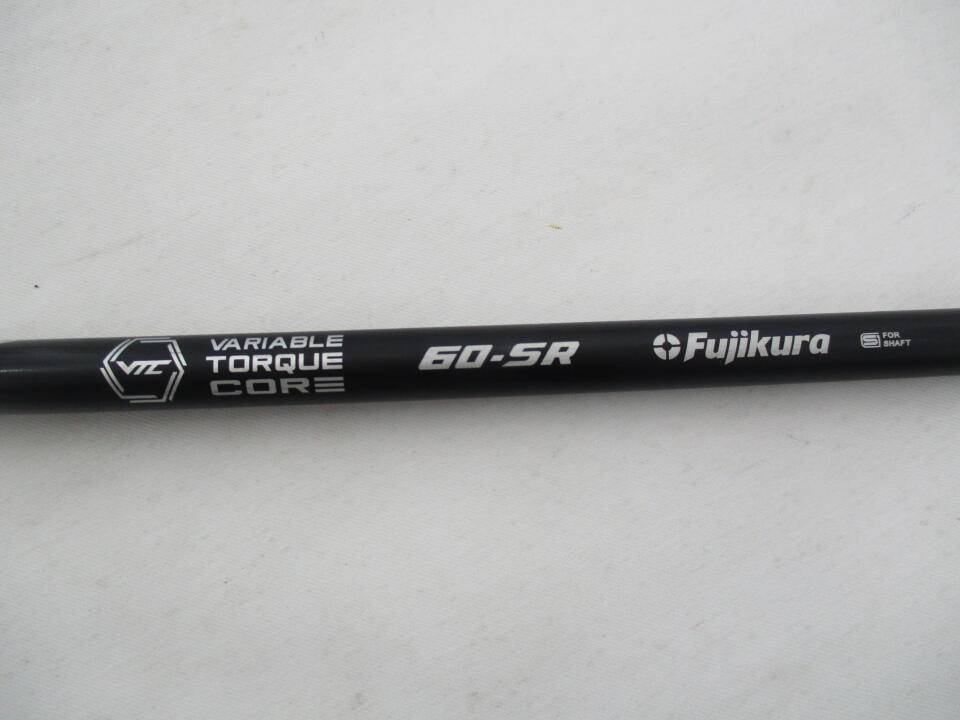 VTC
VARIABLE
TORQUE
CORE
60-SR
Fujikura
S FOR
SHAFT